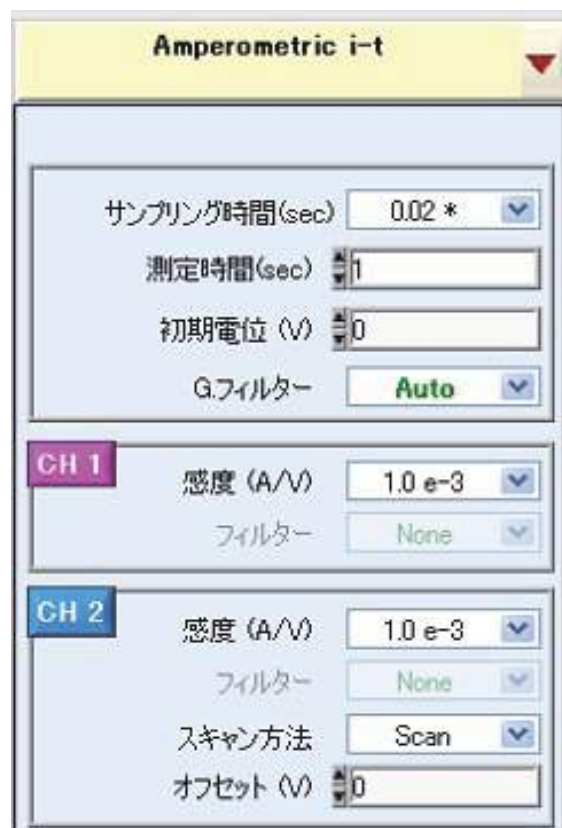 Amperometric i-t
サンプリング時間(sec) 0.02 *
測定時間(sec) 1
初期電位 (V) 0
G.フィルター Auto
CH 1
感度 (A/V) 1.0 e-3
フィルター None
CH 2
感度 (A/V) 1.0 e-3
フィルター None
スキャン方法 Scan
オフセット (V) 0